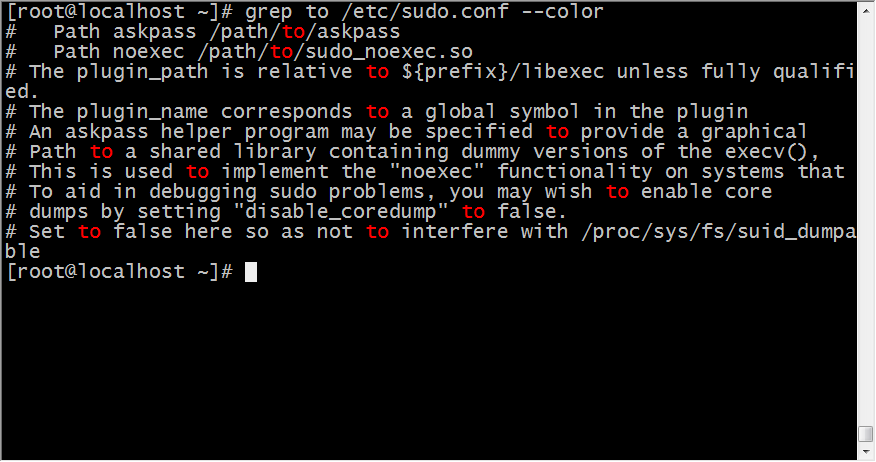 [root@localhost ~]# grep to /etc/sudo.conf --color
#   Path askpass /path/to/askpass
#   Path noexec /path/to/sudo_noexec.so
# The plugin_path is relative to ${prefix}/libexec unless fully qualifi
ed.
# The plugin_name corresponds to a global symbol in the plugin
# An askpass helper program may be specified to provide a graphical
# Path to a shared library containing dummy versions of the execv(),
# This is used to implement the "noexec" functionality on systems that
# To aid in debugging sudo problems, you may wish to enable core
# dumps by setting "disable_coredump" to false.
# Set to false here so as not to interfere with /proc/sys/fs/suid_dumpa
ble
[root@localhost ~]#